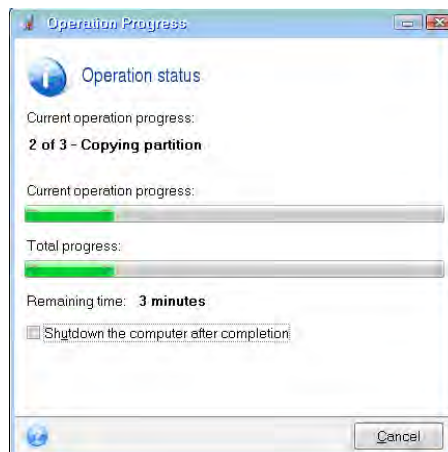 Operation Progress
Operation status
Current operation progress:
2 of 3 - Copying partition
Current operation progress:
Total progress:
Remaining time: 3 minutes
Shutdown the computer after completion
Cancel